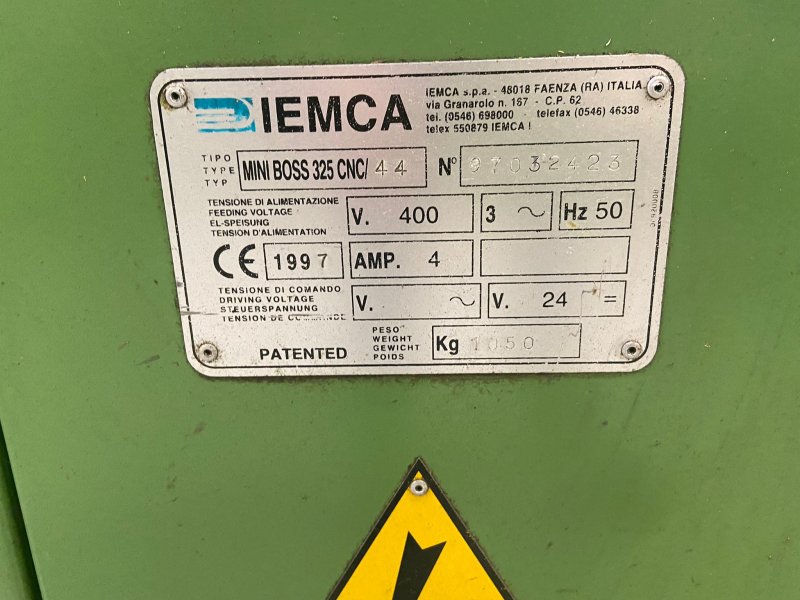 IEMCA
IEMCA s.p.a. - 48018 FAENZA (RA) ITALIA
via Granarolo n. 167 - C.P. 62
tel. (0546) 698000 - telefax (0546) 46338
telex 550879 IEMCA I
TIPO
TYPE
TYP
MINI BOSS 325 CNC/44
N° 97032423
TENSIONE DI ALIMENTAZIONE
FEEDING VOLTAGE
EL-SPEISUNG
TENSION D'ALIMENTATION
V. 400
3 ~
Hz 50
CE
1997
AMP. 4
TENSIONE DI COMANDO
DRIVING VOLTAGE
STEUERSPANNUNG
TENSION DE COMMANDE
V. ~
V. 24 =
PATENTED
PESO
WEIGHT
GEWICHT
POIDS
Kg 1050